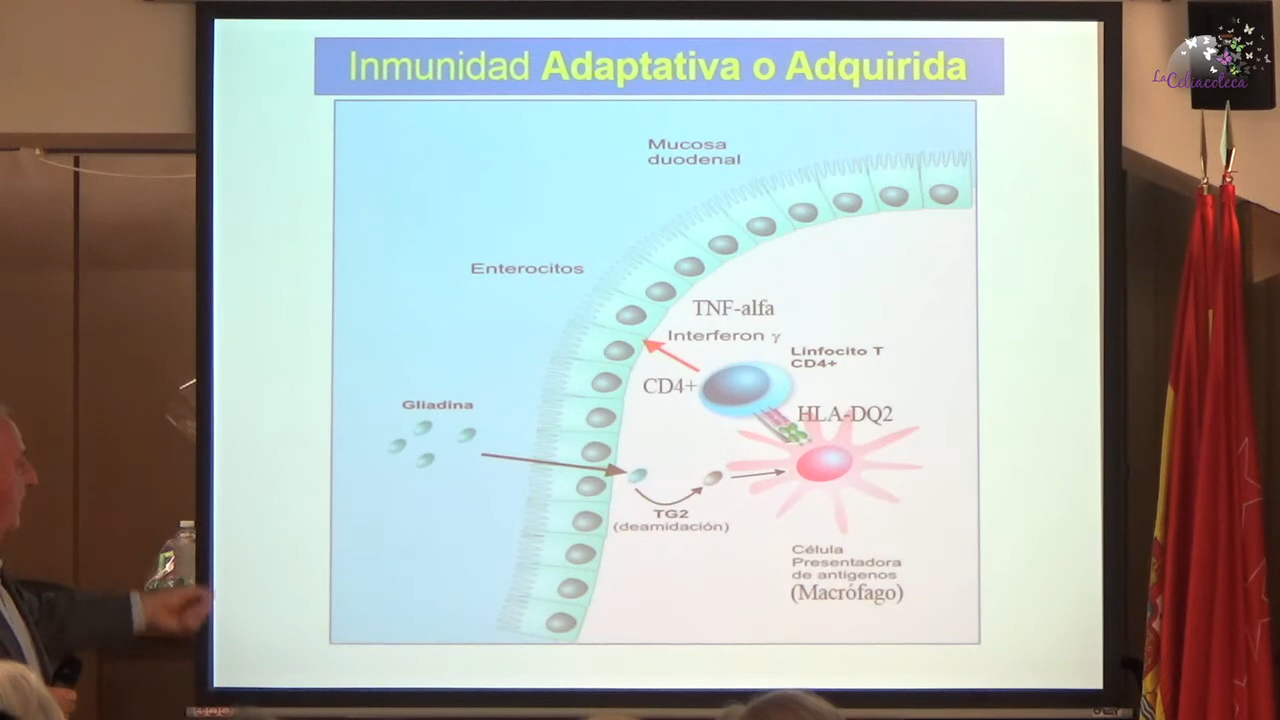 Inmunidad Adaptativa o Adquirida
La Celiacoteca
Mucosa
duodenal
Enterocitos
TNF-alfa
Interferon γ
Linfocito T
CD4+
CD4+
HLA-DQ2
Gliadina
TG2
(deamidación)
Célula
Presentadora
de antigenos
(Macrófago)